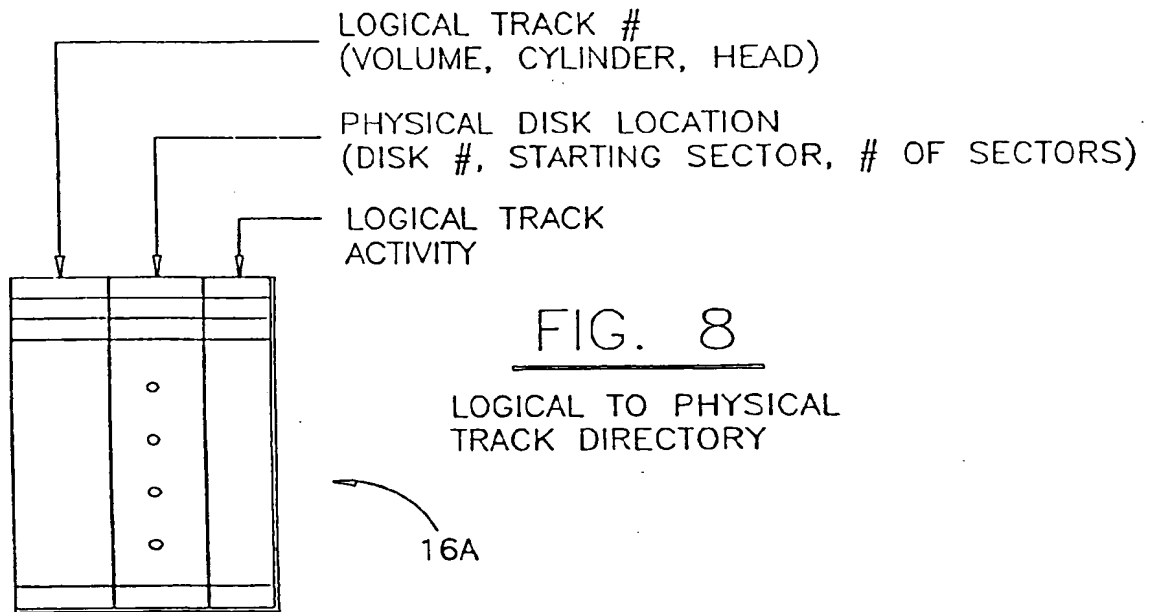 LOGICAL TRACK #
(VOLUME, CYLINDER, HEAD)
PHYSICAL DISK LOCATION
(DISK #, STARTING SECTOR, # OF SECTORS)
LOGICAL TRACK
ACTIVITY
FIG. 8
LOGICAL TO PHYSICAL
TRACK DIRECTORY
16A